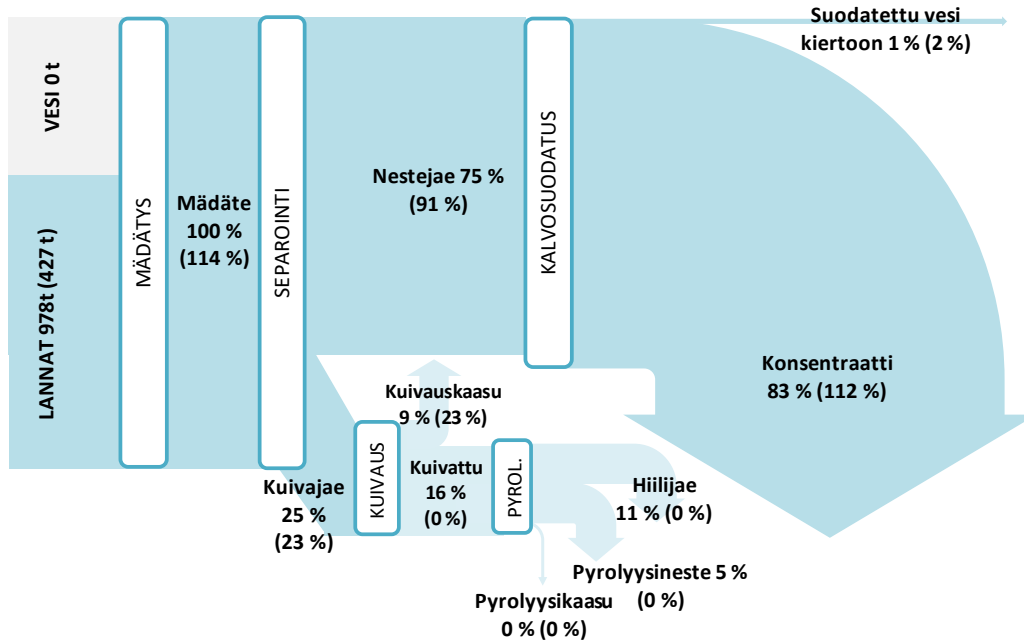 Suodatettu vesi
kiertoon 1 % (2 %)
VESI 0 t
LANNAT 978t (427 t)
MÄDÄTYS
Mädäte
100 %
(114 %)
SEPAROINTI
Nestejae 75 %
(91 %)
KALVOSUODATUS
Konsentraatti
83 % (112 %)
Kuivauskaasu
9 % (23 %)
Kuivajae
25 %
(23 %)
KUIVAUS
Kuivattu
16 %
(0 %)
PYROL.
Hiilijae
11 % (0 %)
Pyrolyysineste 5 %
(0 %)
Pyrolyysikaasu
0 % (0 %)